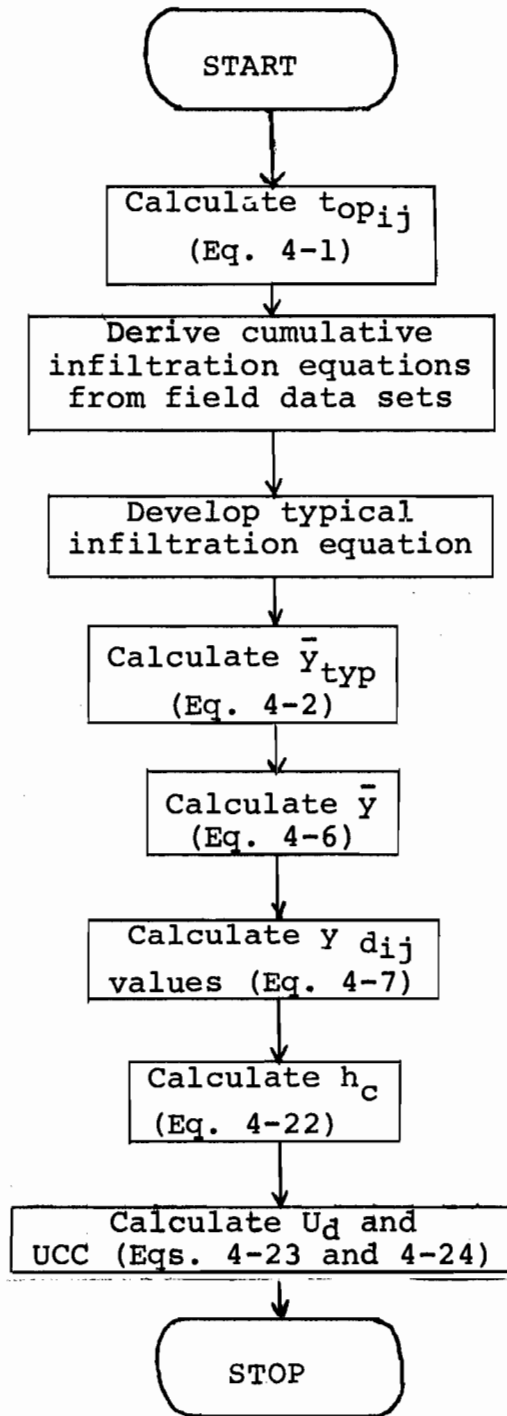 START
Calculate t_op_ij
(Eq. 4-1)
Derive cumulative
infiltration equations
from field data sets
Develop typical
infiltration equation
Calculate ȳ_typ
(Eq. 4-2)
Calculate ȳ
(Eq. 4-6)
Calculate y d_ij
values (Eq. 4-7)
Calculate h_c
(Eq. 4-22)
Calculate U_d and
UCC (Eqs. 4-23 and 4-24)
STOP